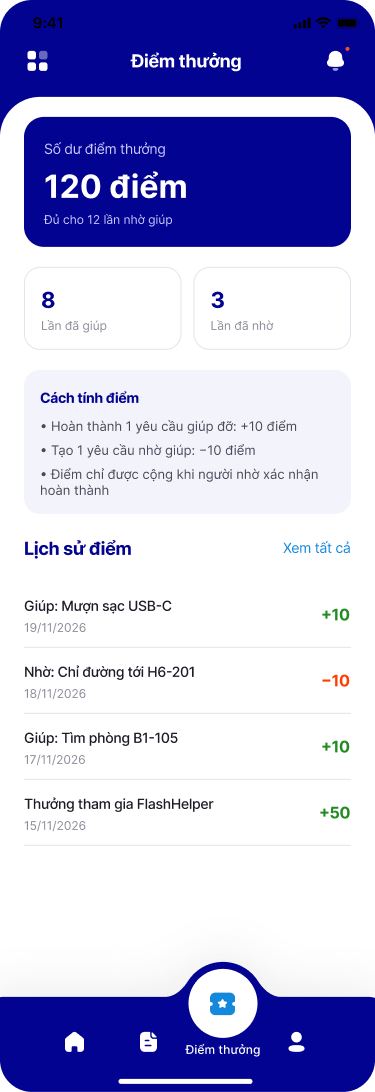 9:41
Điểm thưởng
Số dư điểm thưởng
120 điểm
Đủ cho 12 lần nhờ giúp
8
Lần đã giúp
3
Lần đã nhờ
Cách tính điểm
• Hoàn thành 1 yêu cầu giúp đỡ: +10 điểm
• Tạo 1 yêu cầu nhờ giúp: −10 điểm
• Điểm chỉ được cộng khi người nhờ xác nhận
hoàn thành
Lịch sử điểm
Xem tất cả
Giúp: Mượn sạc USB-C
19/11/2026
+10
Nhờ: Chỉ đường tới H6-201
18/11/2026
−10
Giúp: Tìm phòng B1-105
17/11/2026
+10
Thưởng tham gia FlashHelper
15/11/2026
+50
Điểm thưởng